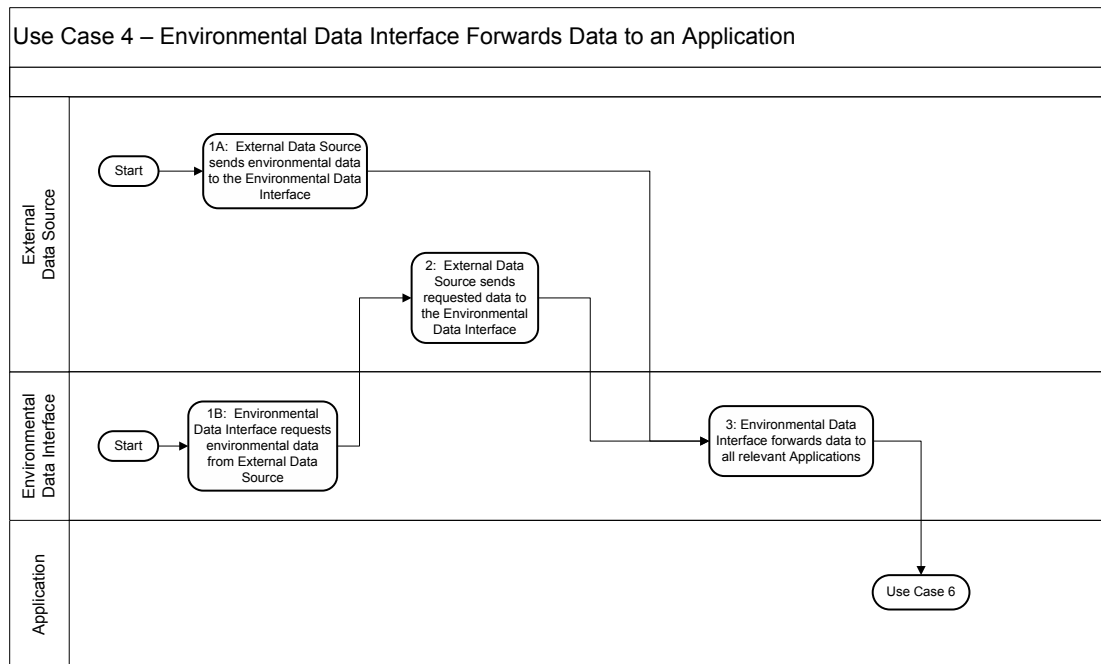 Use Case 4 – Environmental Data Interface Forwards Data to an Application
External
Data Source
Start
1A:  External Data Source
sends environmental data
to the Environmental Data
Interface
2:  External Data
Source sends
requested data to
the Environmental
Data Interface
Environmental
Data Interface
Start
1B:  Environmental
Data Interface requests
environmental data
from External Data
Source
3: Environmental Data
Interface forwards data to
all relevant Applications
Application
Use Case 6